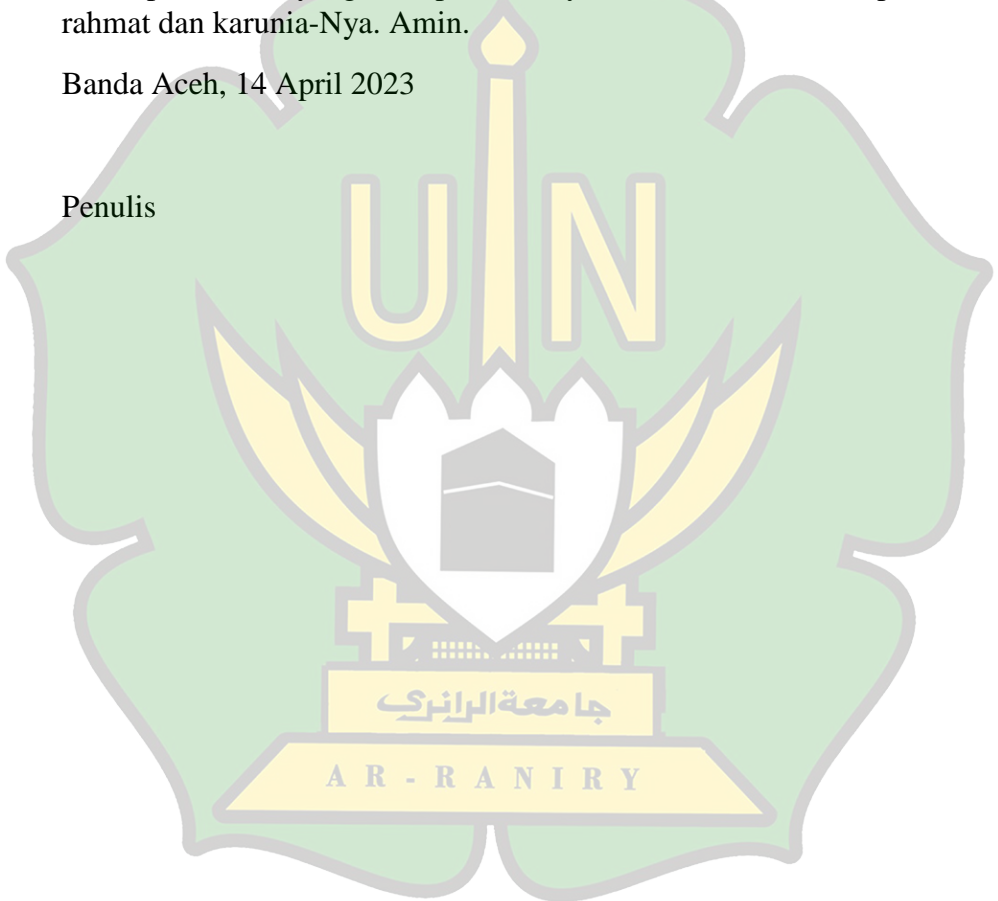 rahmat dan karunia-Nya. Amin.
Banda Aceh, 14 April 2023
Penulis
UIN
جامعة الرانري
AR-RANIRY